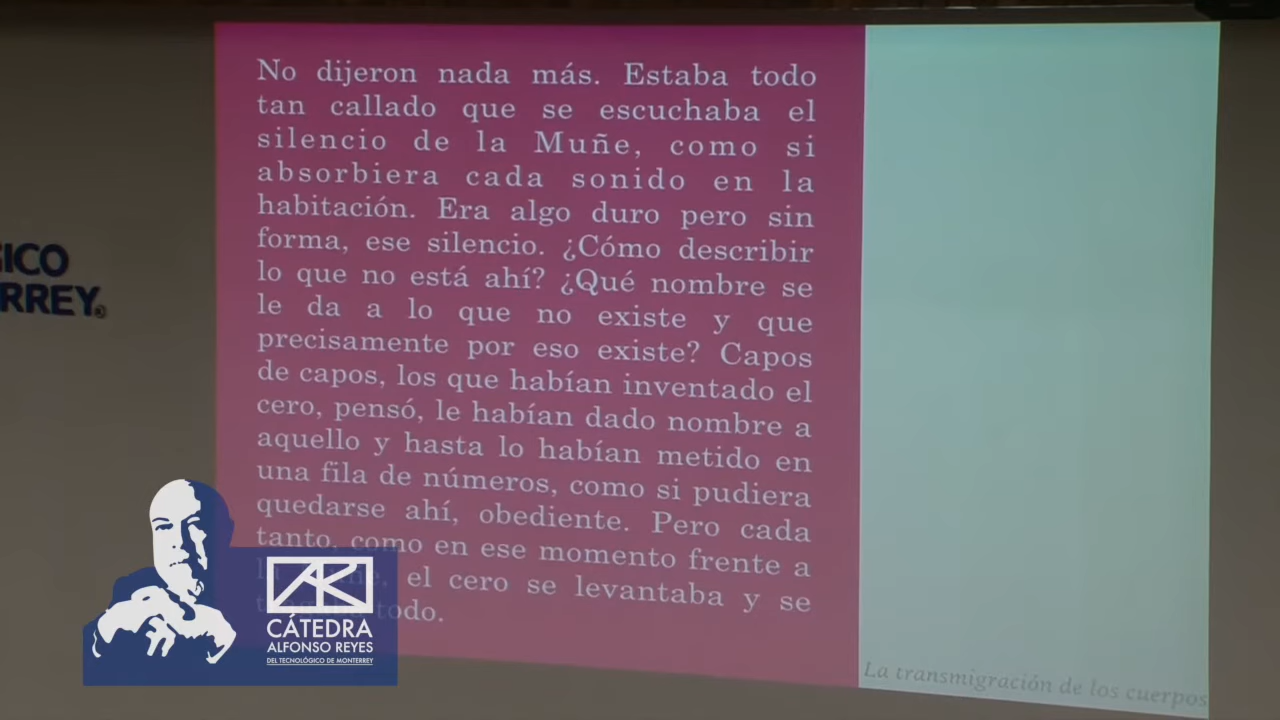 No dijeron nada más. Estaba todo
tan callado que se escuchaba el
silencio de la Muñe, como si
absorbiera cada sonido en la
habitación. Era algo duro pero sin
forma, ese silencio. ¿Cómo describir
lo que no está ahí? ¿Qué nombre se
le da a lo que no existe y que
precisamente por eso existe? Capos
de capos, los que habían inventado el
cero, pensó, le habían dado nombre a
aquello y hasta lo habían metido en
una fila de números, como si pudiera
quedarse ahí, obediente. Pero cada
tanto, como en ese momento frente a
el cero se levantaba y se
todo.
La transmigración de los cuerpos
ICO
RREY®
AR
CÁTEDRA
ALFONSO REYES
DEL TECNOLÓGICO DE MONTERREY